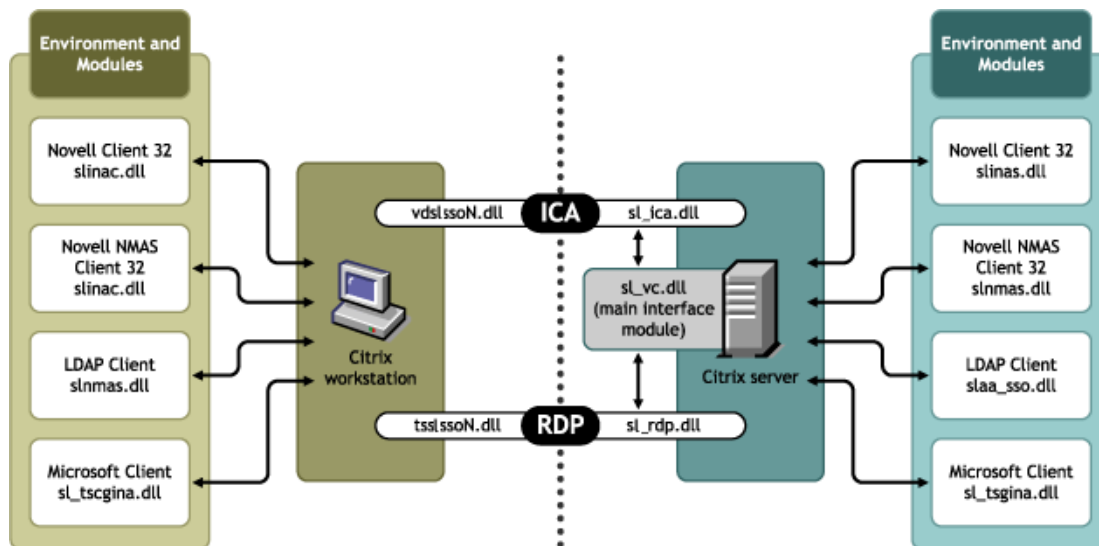 Environment and
Modules
Novell Client 32
slinac.dll
Novell NMAS
Client 32
slinac.dll
LDAP Client
slnmas.dll
Microsoft Client
sl_tscgina.dll
vdslssoN.dll
ICA
sl_ica.dll
Citrix
workstation
sl_vc.dll
(main interface
module)
Citrix server
tsslssoN.dll
RDP
sl_rdp.dll
Environment and
Modules
Novell Client 32
slinas.dll
Novell NMAS
Client 32
slnmas.dll
LDAP Client
slaa_sso.dll
Microsoft Client
sl_tsgina.dll